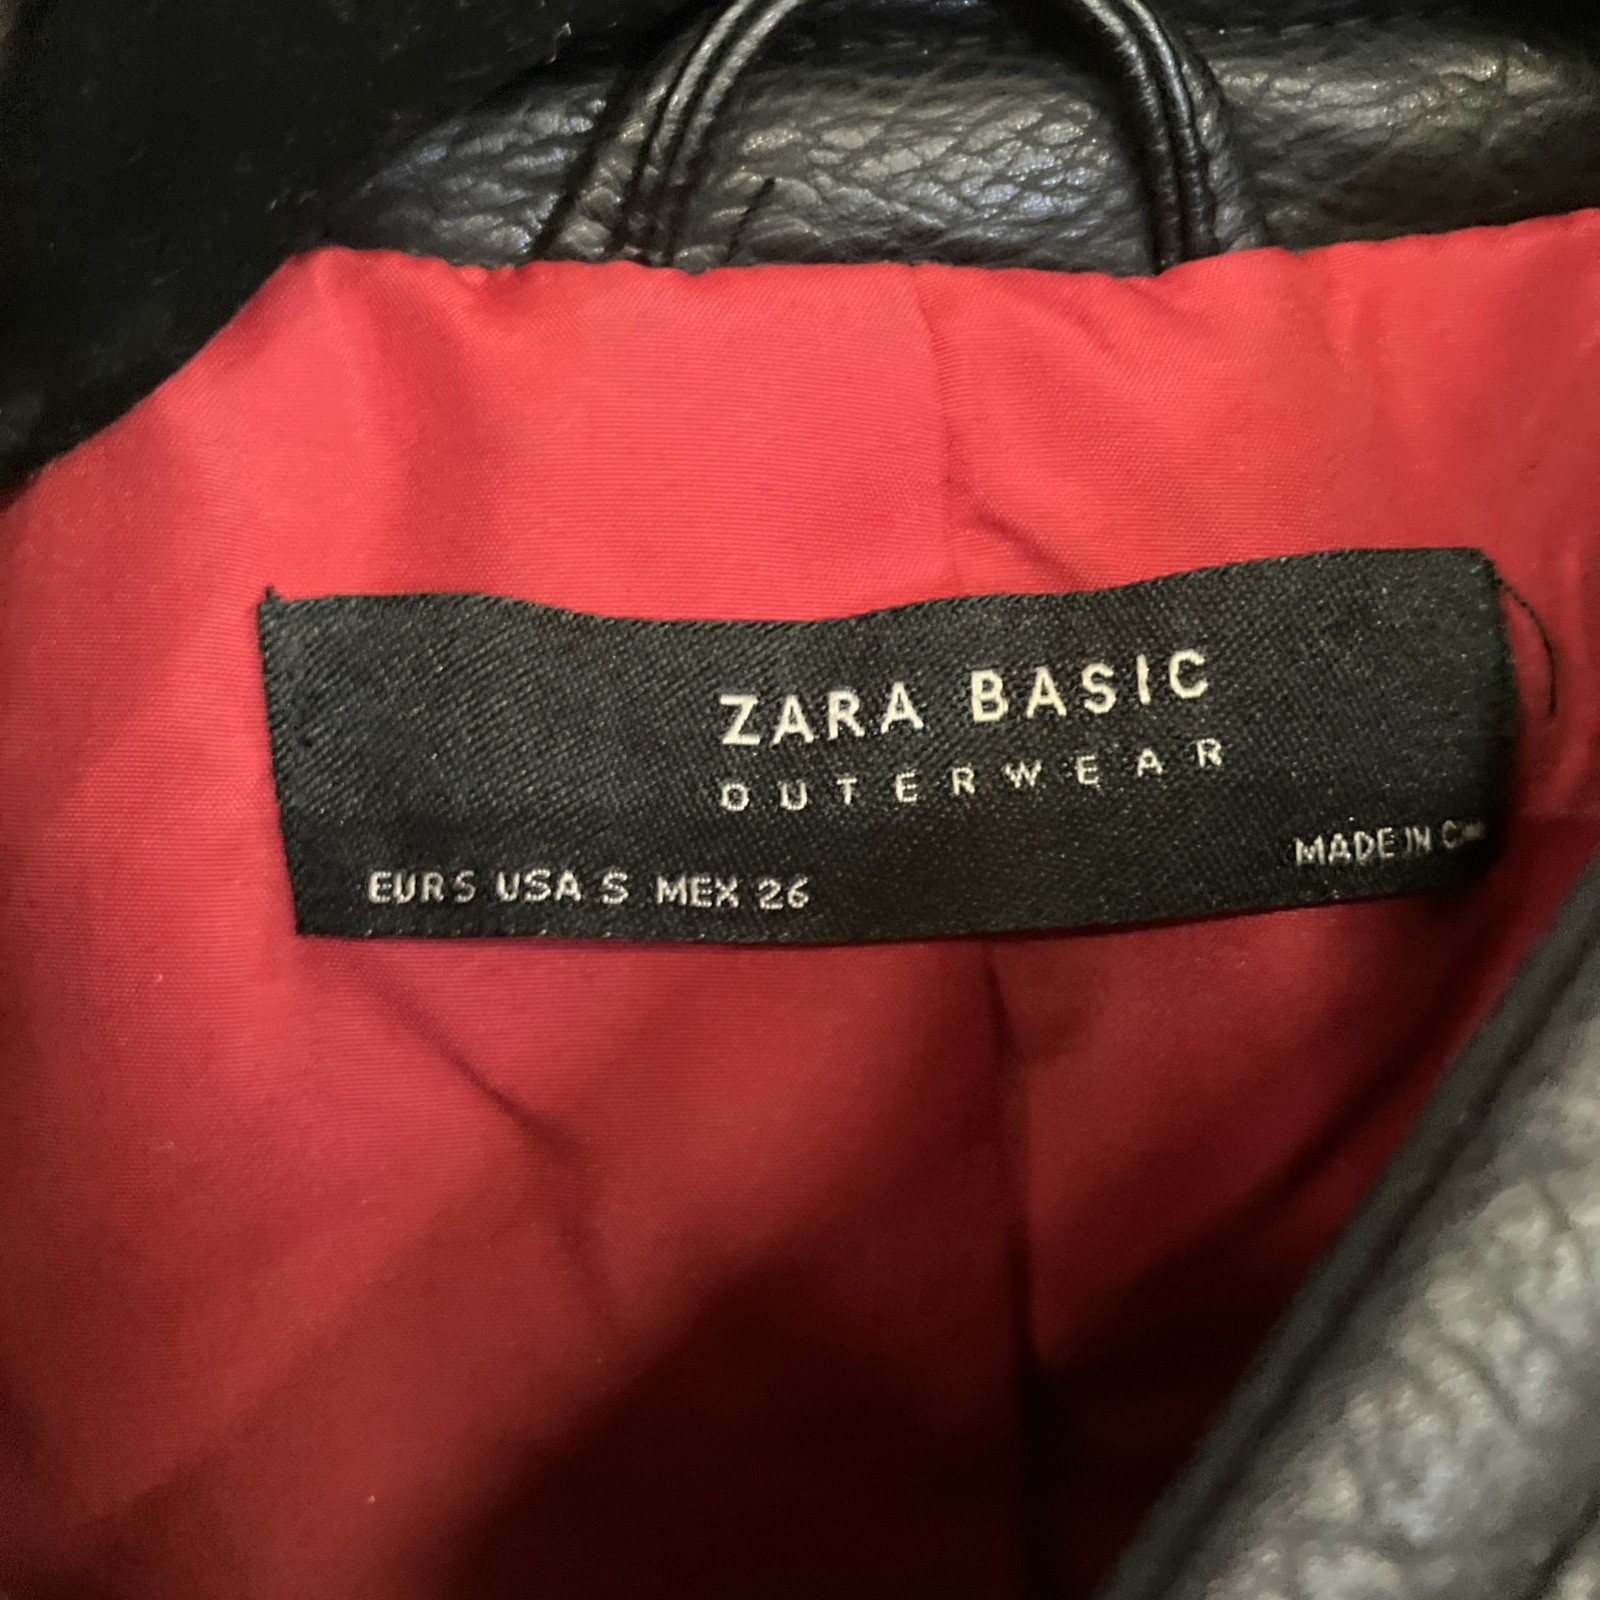 ZARA BASIC
OUTERWEAR
MADE IN
EUR S USA S MEX 26